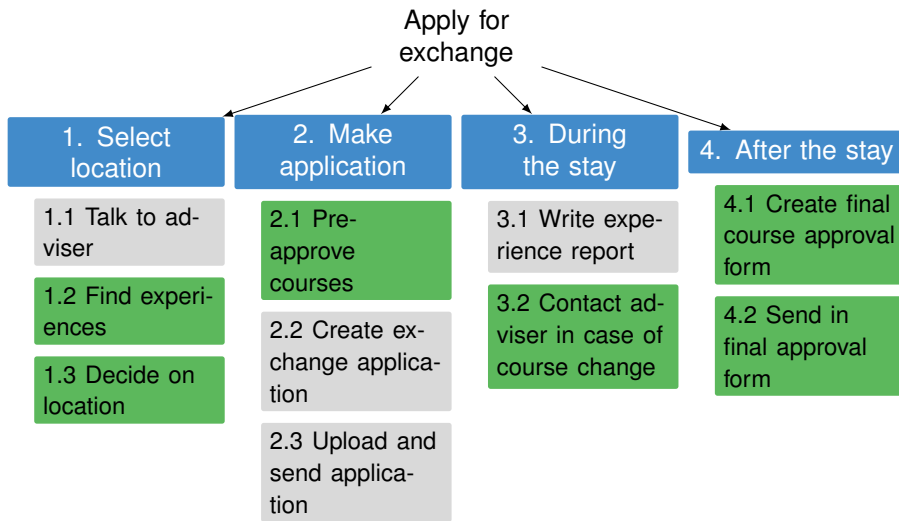 Apply for
exchange
1. Select
location
1.1 Talk to ad-
viser
1.2 Find experi-
ences
1.3 Decide on
location
2. Make
application
2.1 Pre-
approve
courses
2.2 Create ex-
change applica-
tion
2.3 Upload and
send applica-
tion
3. During
the stay
3.1 Write expe-
rience report
3.2 Contact ad-
viser in case of
course change
4. After the stay
4.1 Create final
course approval
form
4.2 Send in
final approval
form